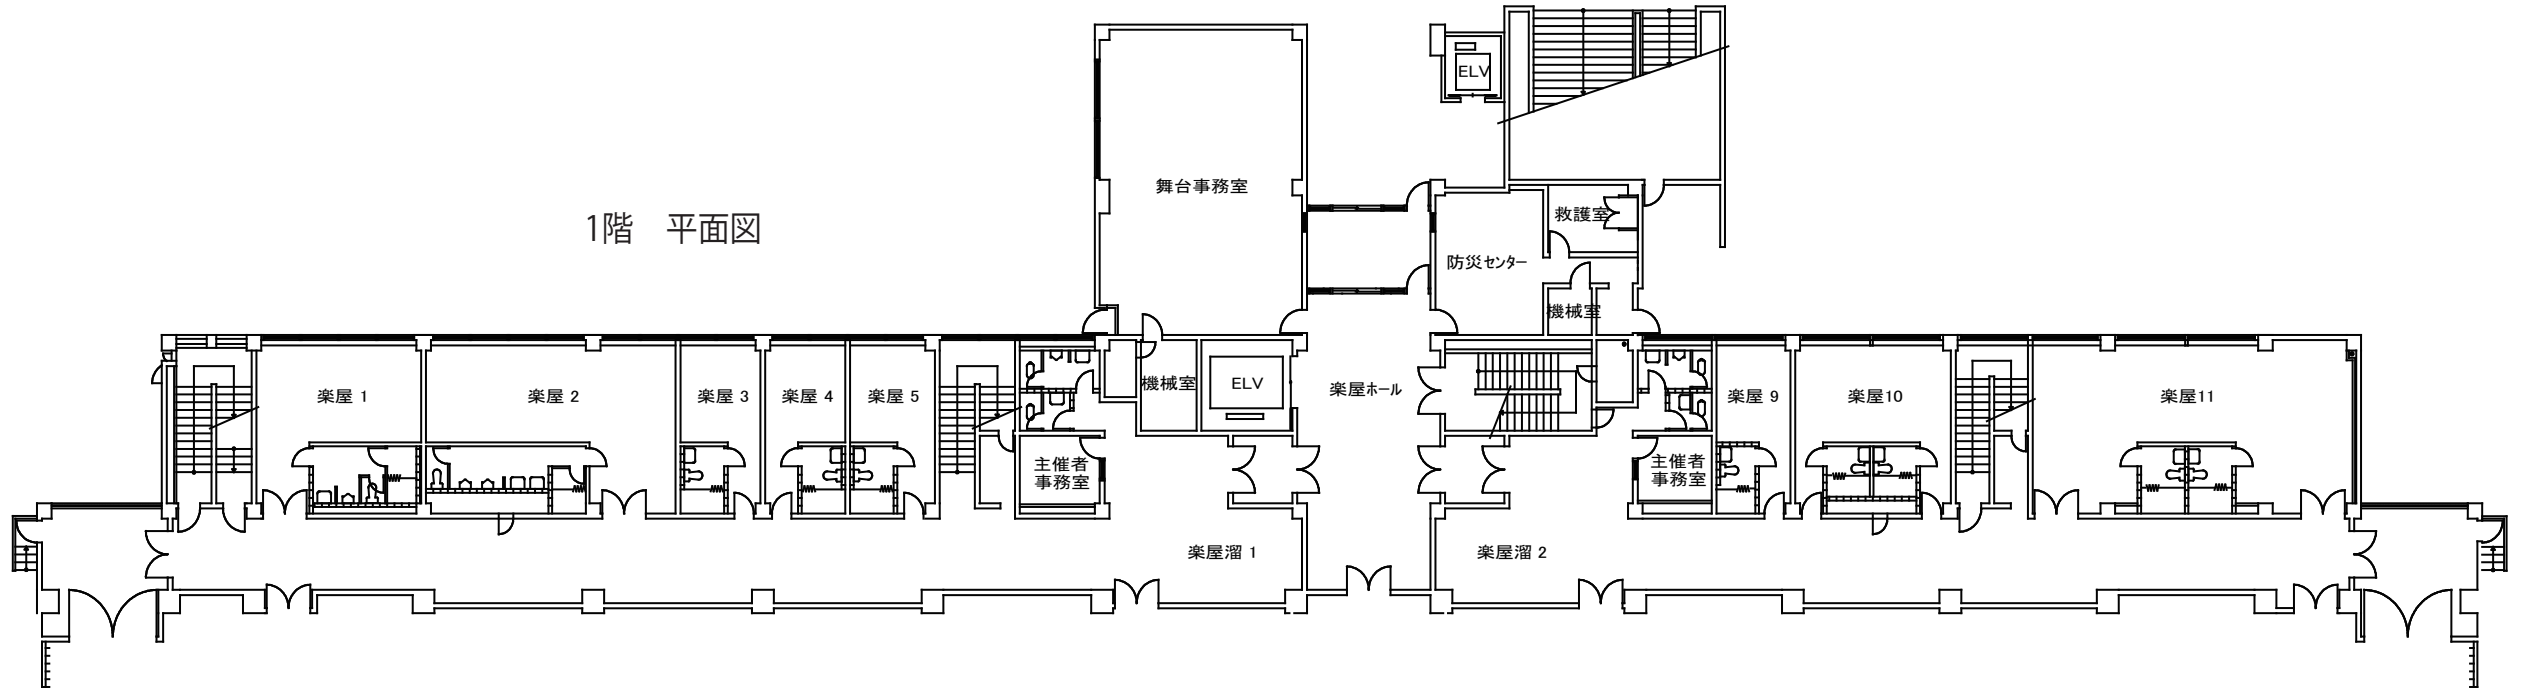 ELV
舞台事務室
救護室
1階　平面図
防災センター
機械室
楽屋 1
楽屋 2
楽屋 3
楽屋 4
楽屋 5
機械室
ELV
楽屋ホール
楽屋 9
楽屋10
楽屋11
主催者
事務室
主催者
事務室
楽屋溜 1
楽屋溜 2